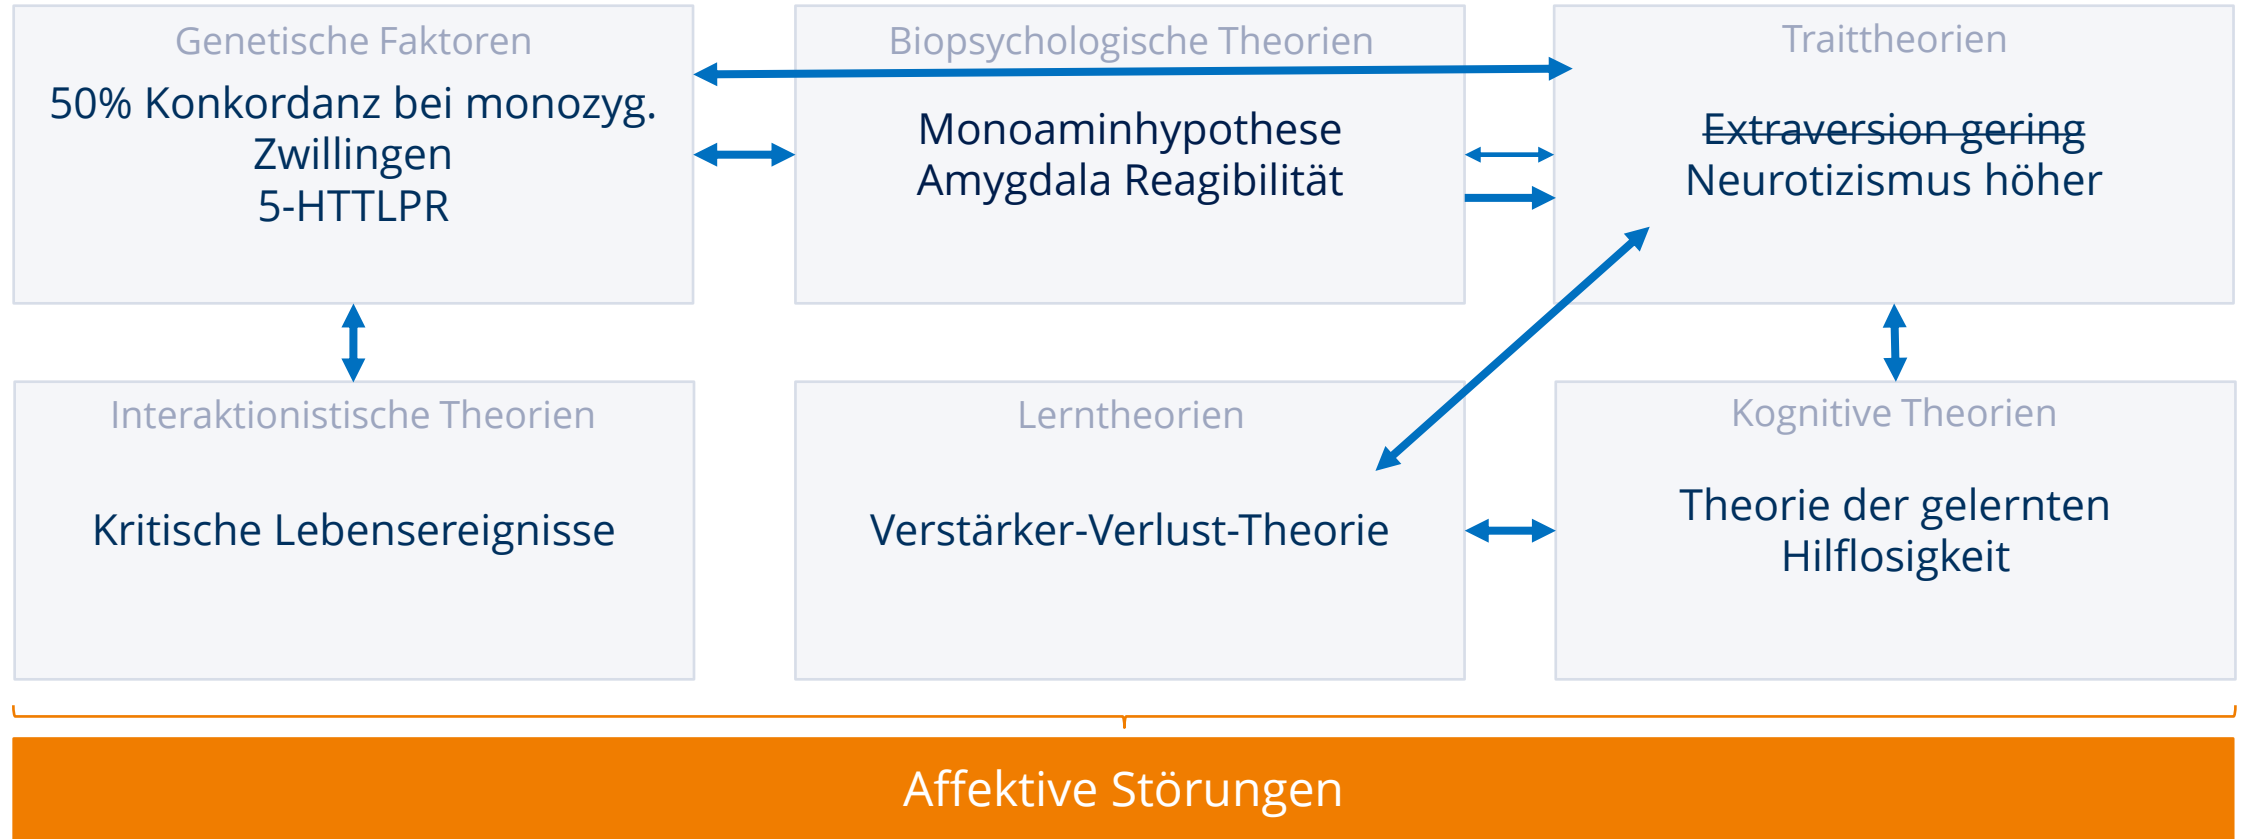 Genetische Faktoren
50% Konkordanz bei monozyg.
Zwillingen
5-HTTLPR
Biopsychologische Theorien
Monoaminhypothese
Amygdala Reagibilität
Traittheorien
Extraversion gering
Neurotizismus höher
Interaktionistische Theorien
Kritische Lebensereignisse
Lerntheorien
Verstärker-Verlust-Theorie
Kognitive Theorien
Theorie der gelernten
Hilflosigkeit
Affektive Störungen